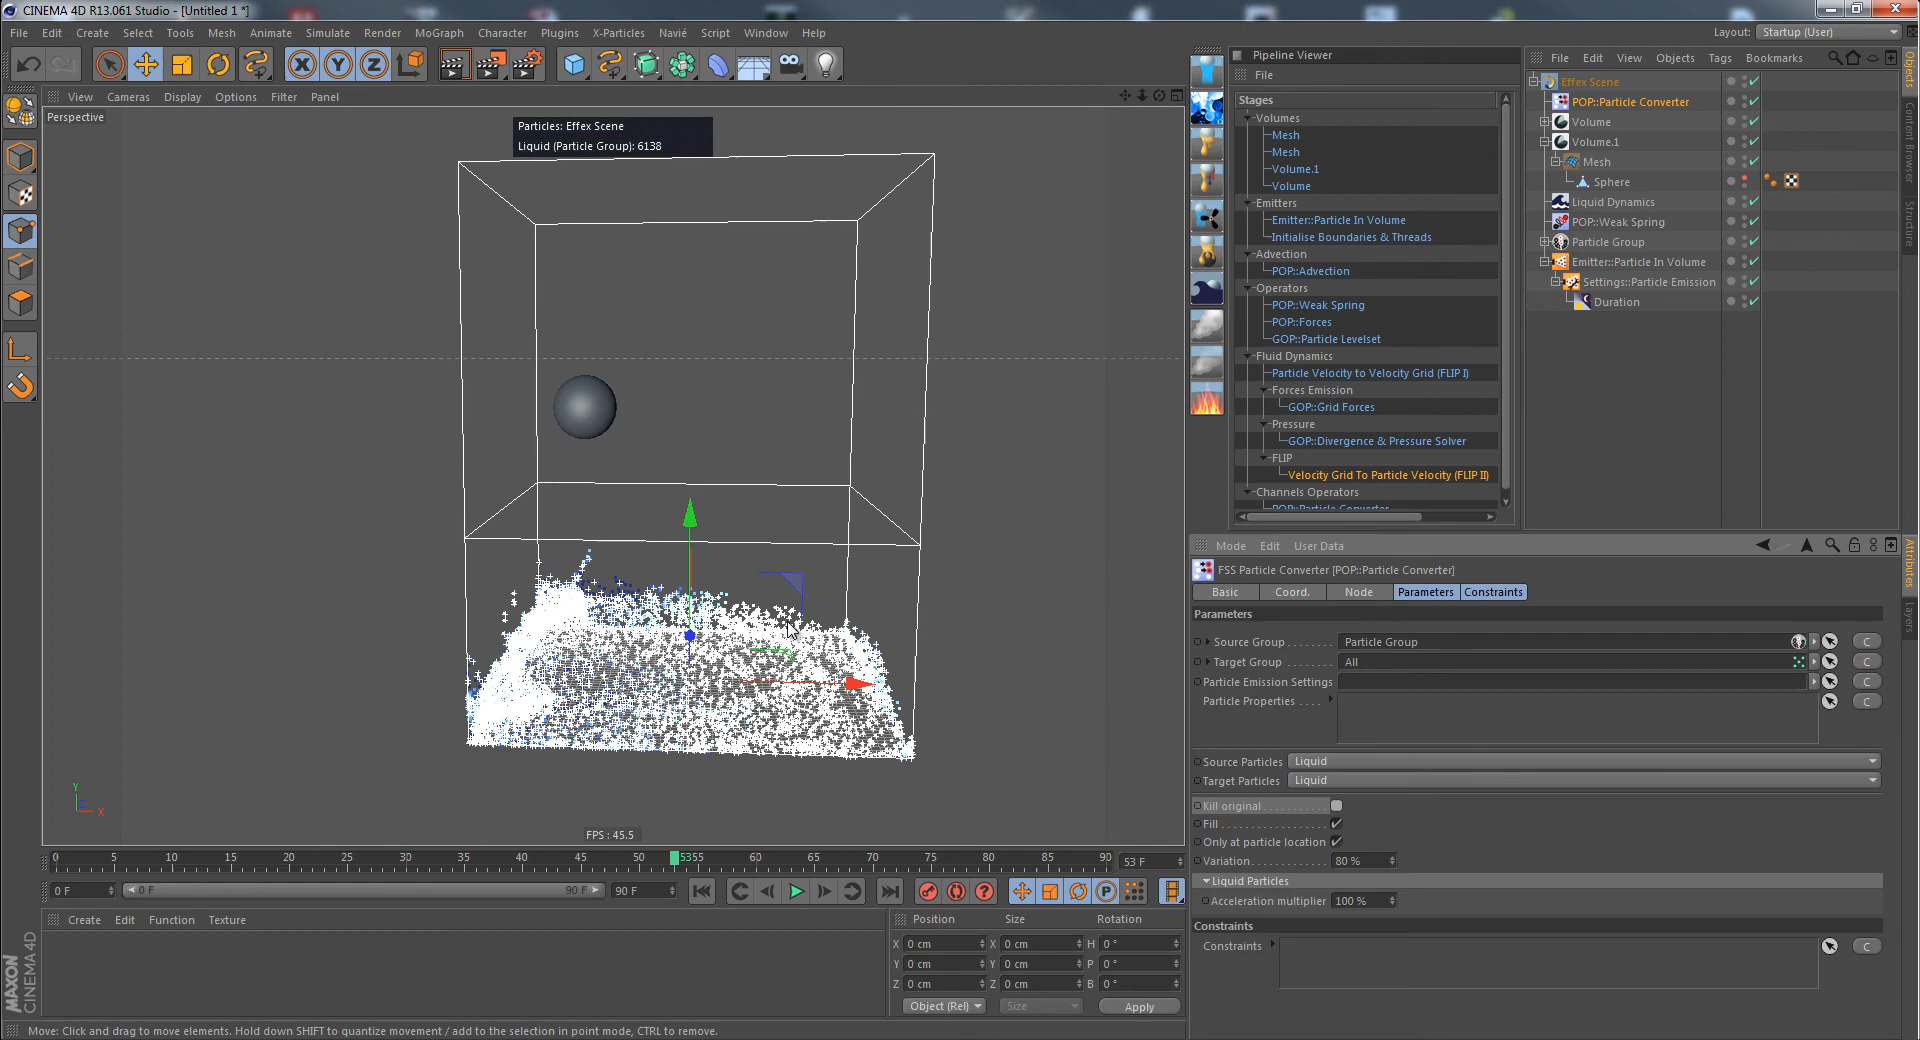 CINEMA 4D R13.061 Studio - [Untitled 1 *]
File Edit Create Select Tools Mesh Animate Simulate Render MoGraph Character Plugins X-Particles Navié Script Window Help
Layout: Startup (User)
View Cameras Display Options Filter Panel
Perspective
Particles: Effex Scene
Liquid (Particle Group): 6138
FPS : 45.5
Y
X
Pipeline Viewer
File
Stages
Volumes
Mesh
Mesh
Volume.1
Volume
Emitters
Emitter::Particle In Volume
Initialise Boundaries & Threads
Advection
POP::Advection
Operators
POP::Weak Spring
POP::Forces
GOP::Particle Levelset
Fluid Dynamics
Particle Velocity to Velocity Grid (FLIP I)
Forces Emission
GOP::Grid Forces
Pressure
GOP::Divergence & Pressure Solver
FLIP
Velocity Grid To Particle Velocity (FLIP II)
Channels Operators
POP::Particle Converter
File Edit View Objects Tags Bookmarks
Effex Scene
POP::Particle Converter
Volume
Volume.1
Mesh
Sphere
Liquid Dynamics
POP::Weak Spring
Particle Group
Emitter::Particle In Volume
Settings::Particle Emission
Duration
Objects
Content Browser
Structure
Mode Edit User Data
FSS Particle Converter [POP::Particle Converter]
Basic Coord. Node Parameters Constraints
Parameters
Source Group . . . . . . . . Particle Group C
Target Group . . . . . . . . All C
Particle Emission Settings C
Particle Properties . . . . C
Source Particles Liquid
Target Particles Liquid
Kill original . . . . . . . . . . .
Fill . . . . . . . . . . . . . . . . . .
Only at particle location
Variation . . . . . . . . . . . . . 80 %
Liquid Particles
Acceleration multiplier 100 %
Constraints
Constraints C
Attributes
Layers
0 5 10 15 20 25 30 35 40 45 50 5355 60 65 70 75 80 85 90 53 F
0 F 0 F 90 F 90 F
Create Edit Function Texture
Position Size Rotation
X 0 cm X 0 cm H 0 °
Y 0 cm Y 0 cm P 0 °
Z 0 cm Z 0 cm B 0 °
Object (Rel) Size Apply
MAXON
CINEMA 4D
Move: Click and drag to move elements. Hold down SHIFT to quantize movement / add to the selection in point mode, CTRL to remove.